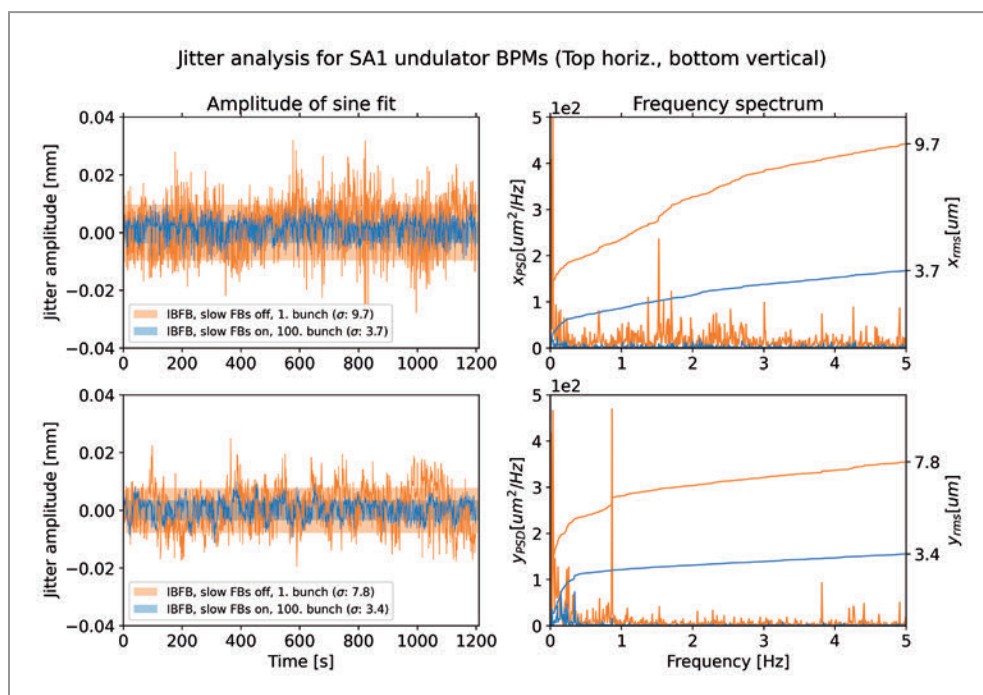 Jitter analysis for SA1 undulator BPMs (Top horiz., bottom vertical)
Amplitude of sine fit
Frequency spectrum
Jitter amplitude [mm]
0.04
0.02
0.00
−0.02
−0.04
IBFB, slow FBs off, 1. bunch (σ: 9.7)
IBFB, slow FBs on, 100. bunch (σ: 3.7)
0 200 400 600 800 1000 1200
1e2
x_PSD[um²/Hz]
5
4
3
2
1
0
0 1 2 3 4 5
9.7
3.7
x_rms[um]
Jitter amplitude [mm]
0.04
0.02
0.00
−0.02
−0.04
IBFB, slow FBs off, 1. bunch (σ: 7.8)
IBFB, slow FBs on, 100. bunch (σ: 3.4)
0 200 400 600 800 1000 1200
Time [s]
1e2
y_PSD[um²/Hz]
5
4
3
2
1
0
0 1 2 3 4 5
Frequency [Hz]
7.8
3.4
y_rms[um]